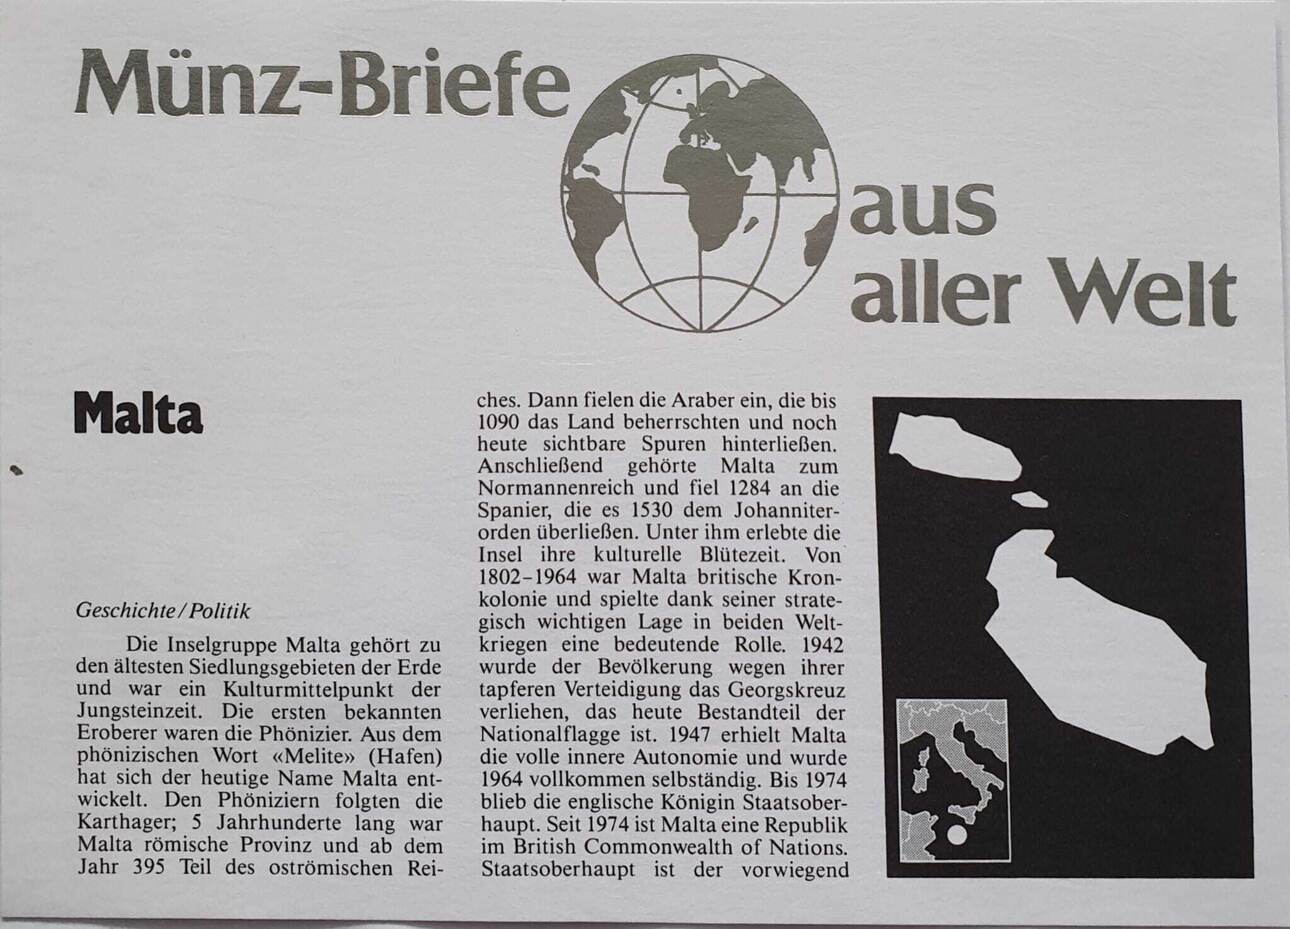 Münz-Briefe
aus
aller Welt
Malta
Geschichte/Politik
Die Inselgruppe Malta gehört zu
den ältesten Siedlungsgebieten der Erde
und war ein Kulturmittelpunkt der
Jungsteinzeit. Die ersten bekannten
Eroberer waren die Phönizier. Aus dem
phönizischen Wort «Melite» (Hafen)
hat sich der heutige Name Malta ent-
wickelt. Den Phöniziern folgten die
Karthager; 5 Jahrhunderte lang war
Malta römische Provinz und ab dem
Jahr 395 Teil des oströmischen Rei-
ches. Dann fielen die Araber ein, die bis
1090 das Land beherrschten und noch
heute sichtbare Spuren hinterließen.
Anschließend gehörte Malta zum
Normannenreich und fiel 1284 an die
Spanier, die es 1530 dem Johanniter-
orden überließen. Unter ihm erlebte die
Insel ihre kulturelle Blütezeit. Von
1802–1964 war Malta britische Kron-
kolonie und spielte dank seiner strate-
gisch wichtigen Lage in beiden Welt-
kriegen eine bedeutende Rolle. 1942
wurde der Bevölkerung wegen ihrer
tapferen Verteidigung das Georgskreuz
verliehen, das heute Bestandteil der
Nationalflagge ist. 1947 erhielt Malta
die volle innere Autonomie und wurde
1964 vollkommen selbständig. Bis 1974
blieb die englische Königin Staatsober-
haupt. Seit 1974 ist Malta eine Republik
im British Commonwealth of Nations.
Staatsoberhaupt ist der vorwiegend